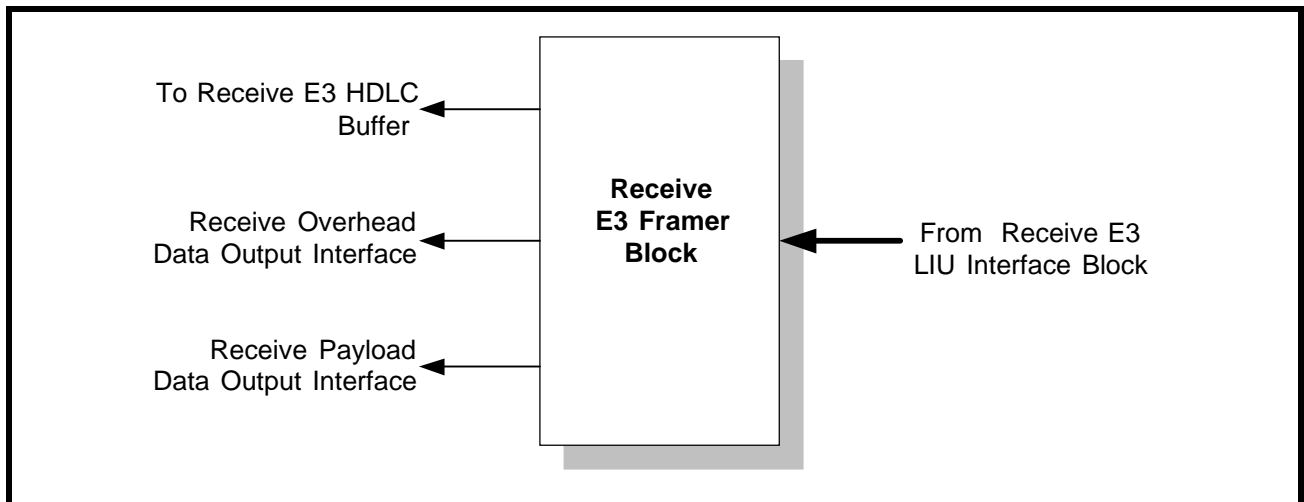 To Receive E3 HDLC
Buffer
Receive Overhead
Data Output Interface
Receive Payload
Data Output Interface
Receive
E3 Framer
Block
From Receive E3
LIU Interface Block